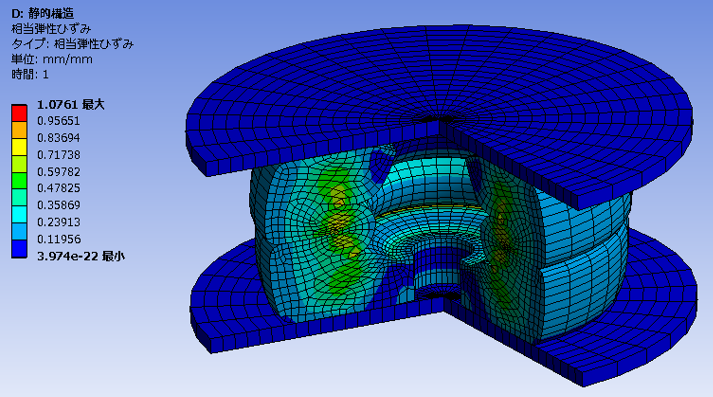 D: 静的構造
相当弾性ひずみ
タイプ: 相当弾性ひずみ
単位: mm/mm
時間: 1
1.0761 最大
0.95651
0.83694
0.71738
0.59782
0.47825
0.35869
0.23913
0.11956
3.974e-22 最小